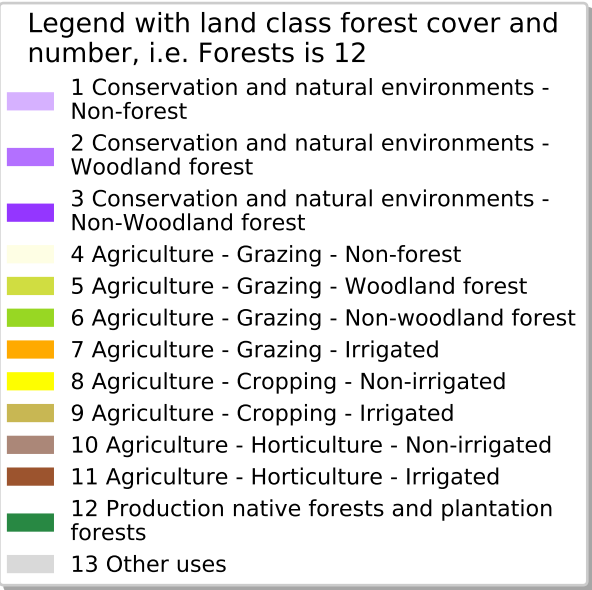 Legend with land class forest cover and
number, i.e. Forests is 12
1 Conservation and natural environments -
Non-forest
2 Conservation and natural environments -
Woodland forest
3 Conservation and natural environments -
Non-Woodland forest
4 Agriculture - Grazing - Non-forest
5 Agriculture - Grazing - Woodland forest
6 Agriculture - Grazing - Non-woodland forest
7 Agriculture - Grazing - Irrigated
8 Agriculture - Cropping - Non-irrigated
9 Agriculture - Cropping - Irrigated
10 Agriculture - Horticulture - Non-irrigated
11 Agriculture - Horticulture - Irrigated
12 Production native forests and plantation
forests
13 Other uses